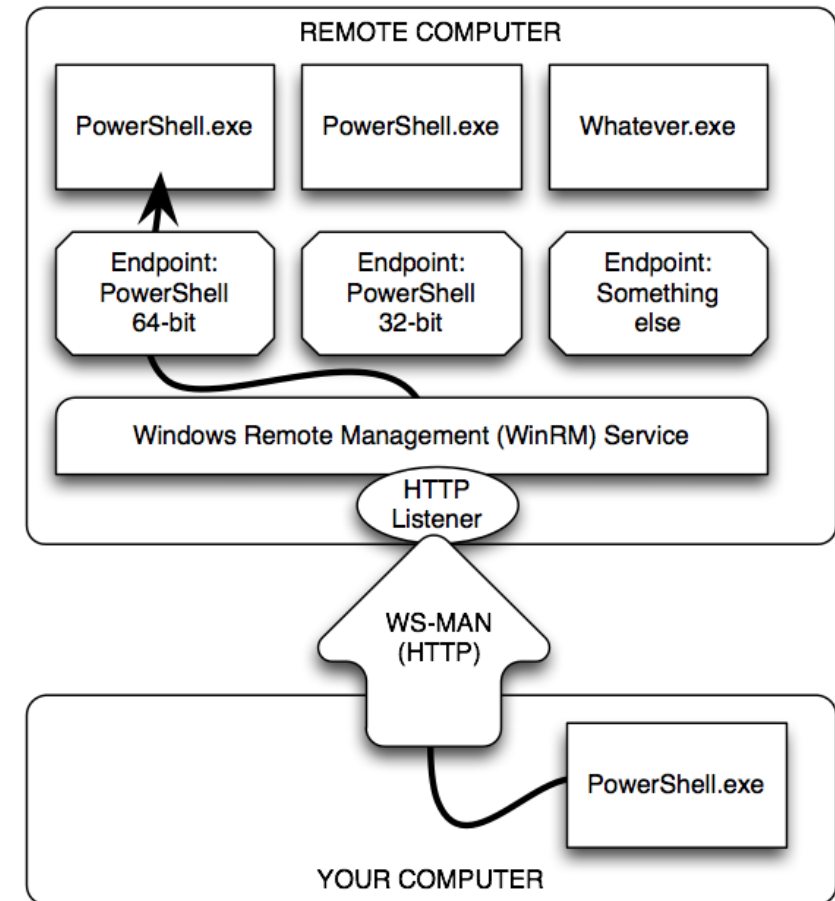 REMOTE COMPUTER
PowerShell.exe
PowerShell.exe
Whatever.exe
Endpoint:
PowerShell
64-bit
Endpoint:
PowerShell
32-bit
Endpoint:
Something
else
Windows Remote Management (WinRM) Service
HTTP
Listener
WS-MAN
(HTTP)
PowerShell.exe
YOUR COMPUTER